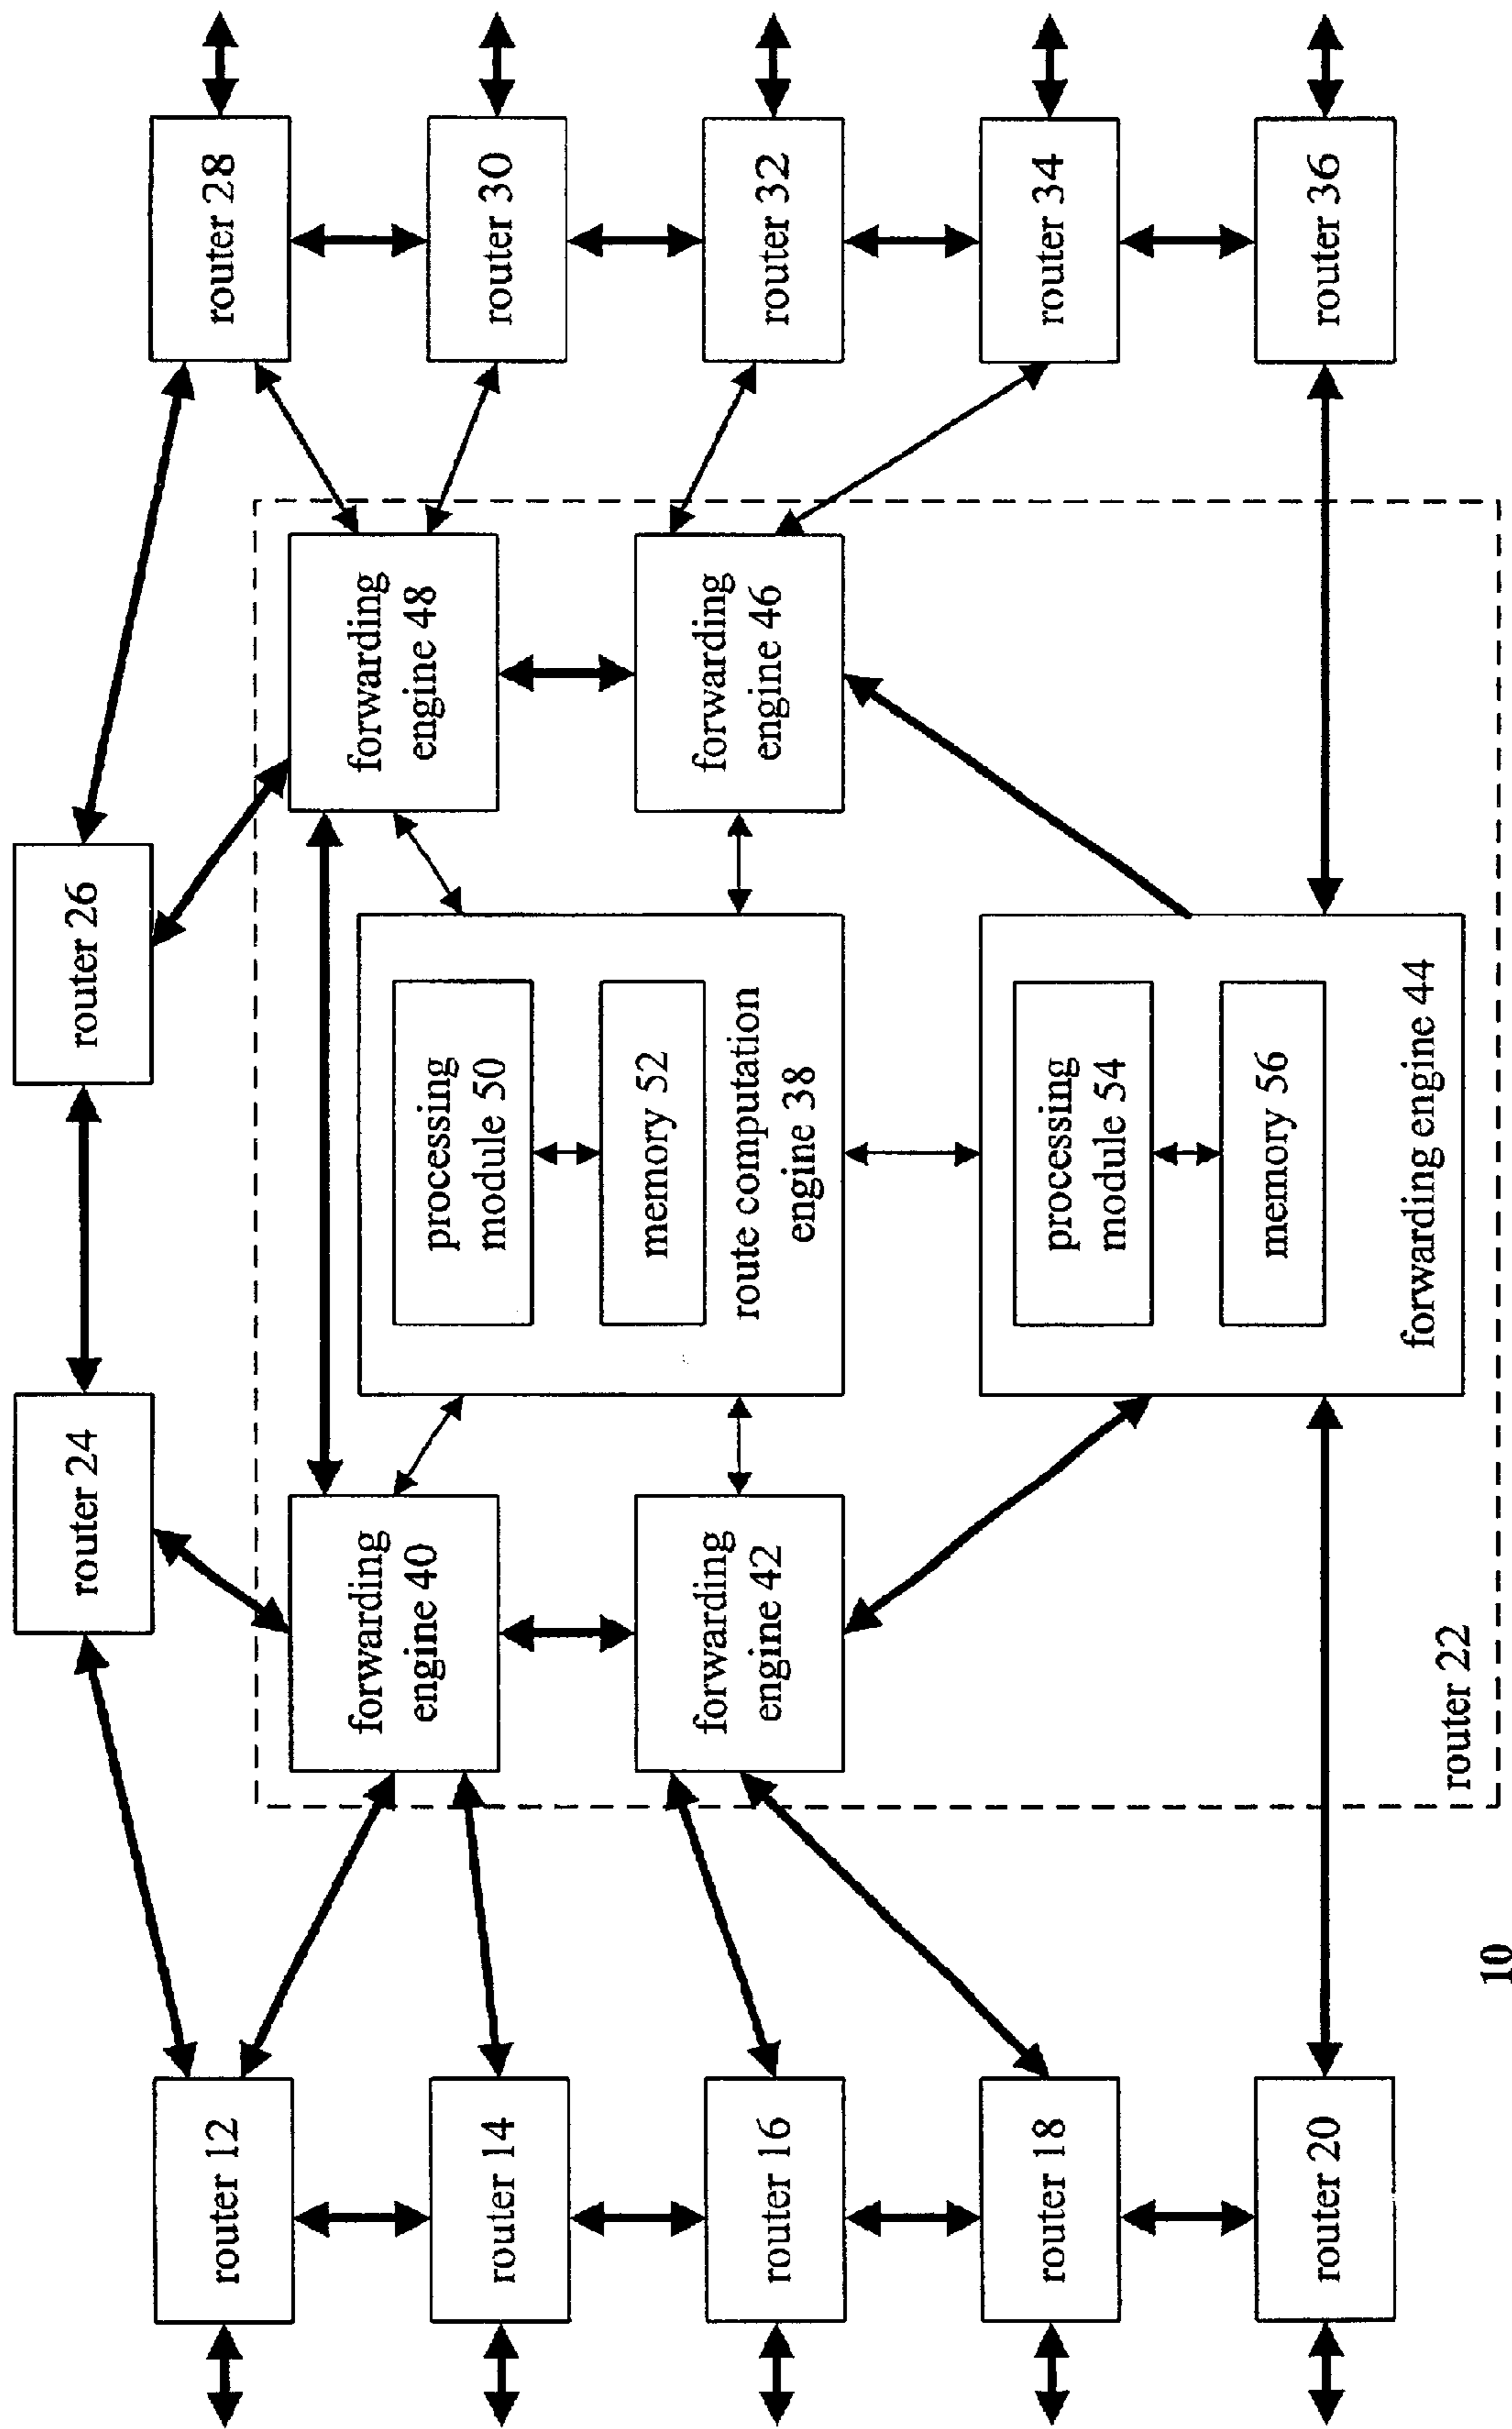 router 24
router 26
router 12
router 14
router 16
router 18
router 20
forwarding
engine 40
forwarding
engine 42
processing
module 50
memory 52
route computation
engine 38
processing
module 54
memory 56
forwarding engine 44
forwarding
engine 48
forwarding
engine 46
router 28
router 30
router 32
router 34
router 36
router 22
10